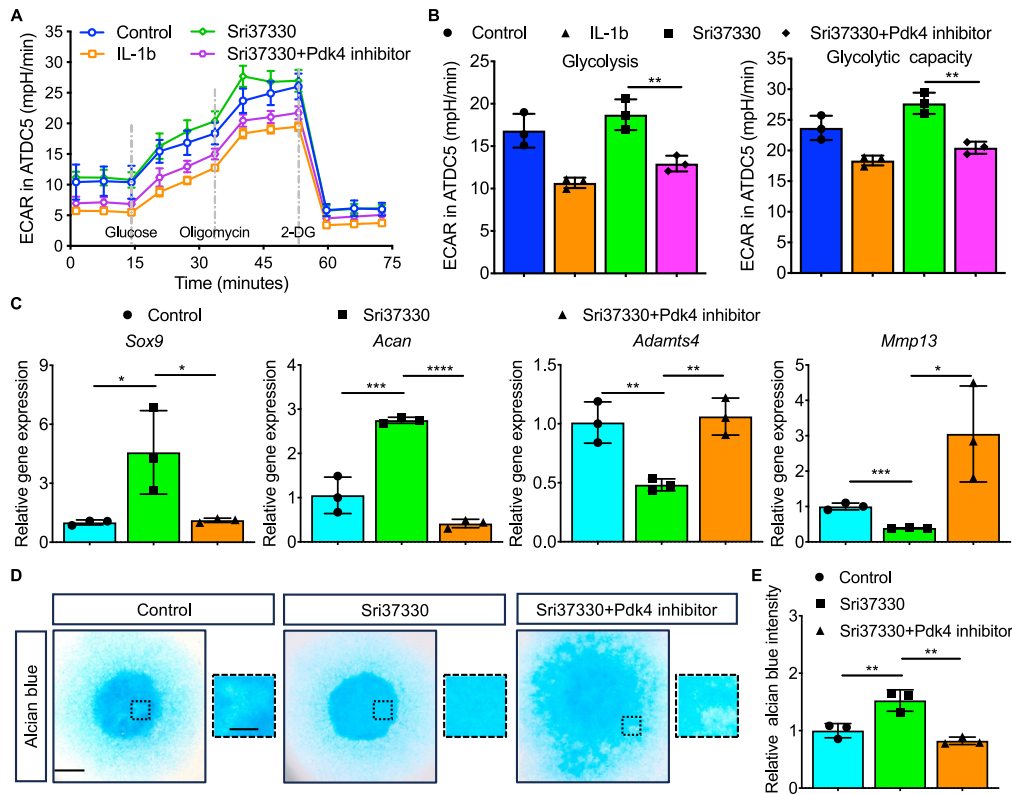 A
Control
Sri37330
IL-1b
Sri37330+Pdk4 inhibitor
ECAR in ATDC5 (mpH/min)
35
30
25
20
15
10
5
0
Glucose
Oligomycin
2-DG
0
15
30
45
60
75
Time (minutes)
B
Control
IL-1b
Sri37330
Sri37330+Pdk4 inhibitor
Glycolysis
**
ECAR in ATDC5 (mpH/min)
25
20
15
10
5
0
Glycolytic capacity
**
ECAR in ATDC5 (mpH/min)
35
30
25
20
15
10
5
0
C
Control
Sri37330
Sri37330+Pdk4 inhibitor
Sox9
*
*
Relative gene expression
9
6
3
0
Acan
***
****
Relative gene expression
4
3
2
1
0
Adamts4
**
**
Relative gene expression
1.5
1.0
0.5
0.0
Mmp13
***
*
Relative gene expression
5
4
3
2
1
0
D
Control
Sri37330
Sri37330+Pdk4 inhibitor
Alcian blue
E
Control
Sri37330
Sri37330+Pdk4 inhibitor
**
**
Relative alcian blue intensity
3
2
1
0